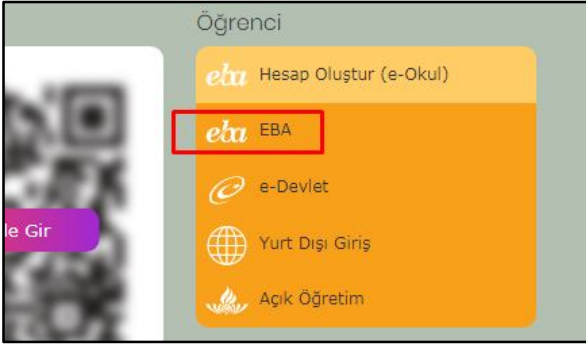 Öğrenci
eba Hesap Oluştur (e-Okul)
eba EBA
e-Devlet
le Gir
Yurt Dışı Giriş
Açık Öğretim